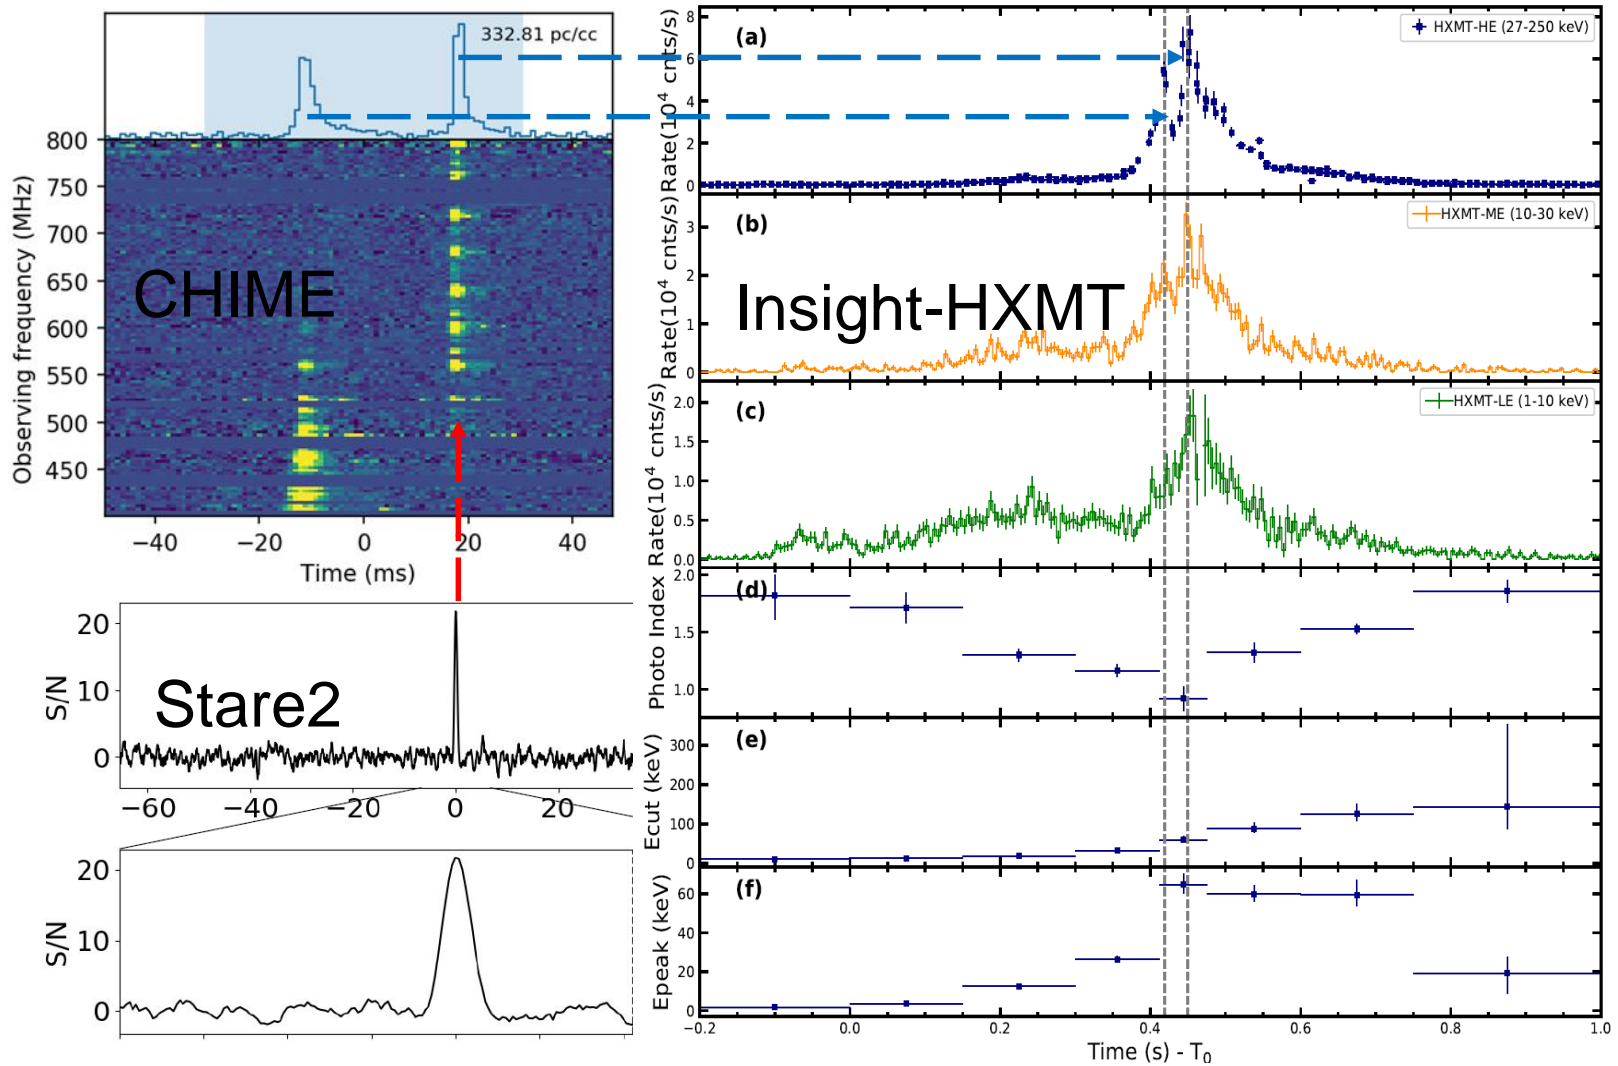 332.81 pc/cc
800
750
700
650
600
550
500
450
Observing frequency (MHz)
CHIME
−40
−20
0
20
40
Time (ms)
20
10
0
S/N
Stare2
−60
−40
−20
0
20
20
10
0
S/N
(a)
HXMT-HE (27-250 keV)
8
6
4
2
0
Rate(10⁴ cnts/s)
(b)
HXMT-ME (10-30 keV)
3
2
1
0
Rate(10⁴ cnts/s)
Insight-HXMT
(c)
HXMT-LE (1-10 keV)
2.0
1.5
1.0
0.5
0.0
Rate(10⁴ cnts/s)
(d)
2.0
1.5
1.0
Photo Index
(e)
300
200
100
0
Ecut (keV)
(f)
60
40
20
0
Epeak (keV)
−0.2
0.0
0.2
0.4
0.6
0.8
1.0
Time (s) - T₀